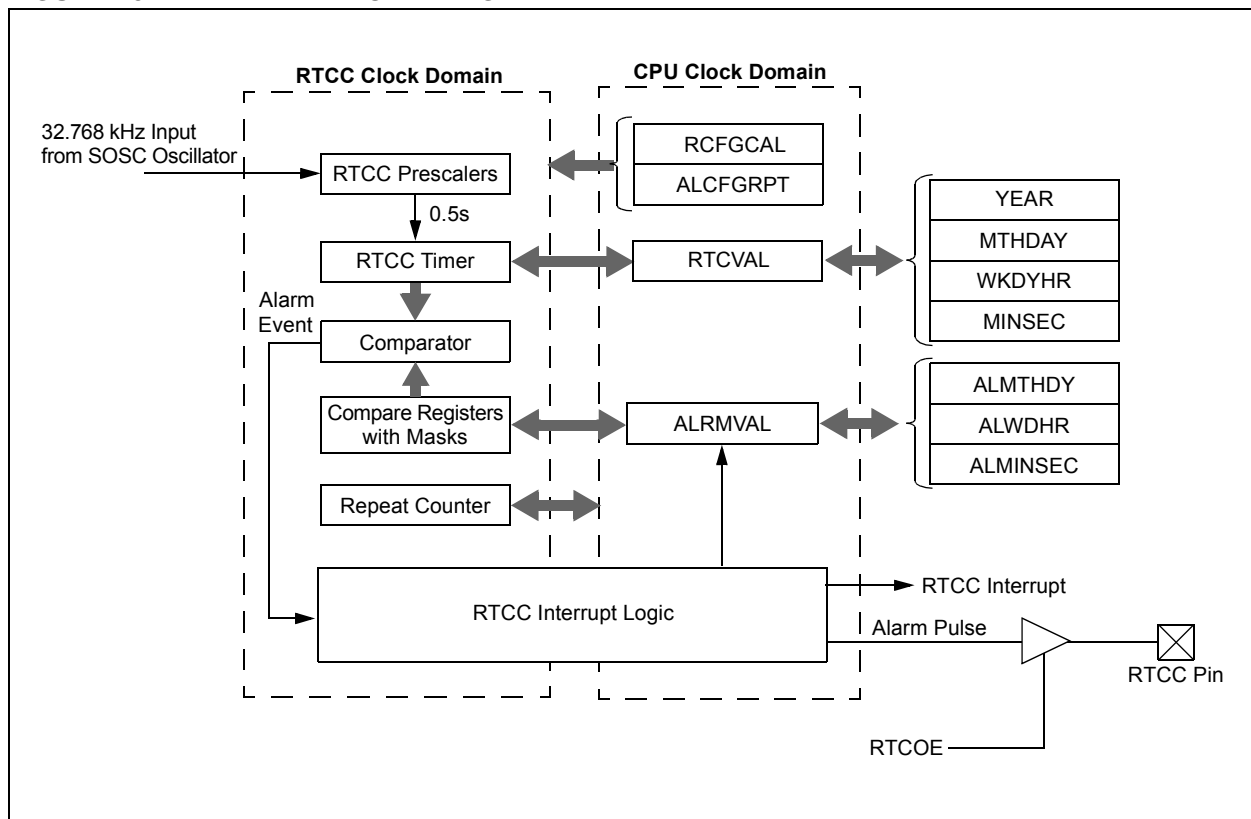 RTCC Clock Domain
CPU Clock Domain
32.768 kHz Input
from SOSC Oscillator
RTCC Prescalers
0.5s
RTCC Timer
Alarm
Event
Comparator
Compare Registers
with Masks
Repeat Counter
RCFGCAL
ALCFGRPT
RTCVAL
YEAR
MTHDAY
WKDYHR
MINSEC
ALRMVAL
ALMTHDY
ALWDHR
ALMINSEC
RTCC Interrupt Logic
RTCC Interrupt
Alarm Pulse
RTCC Pin
RTCOE